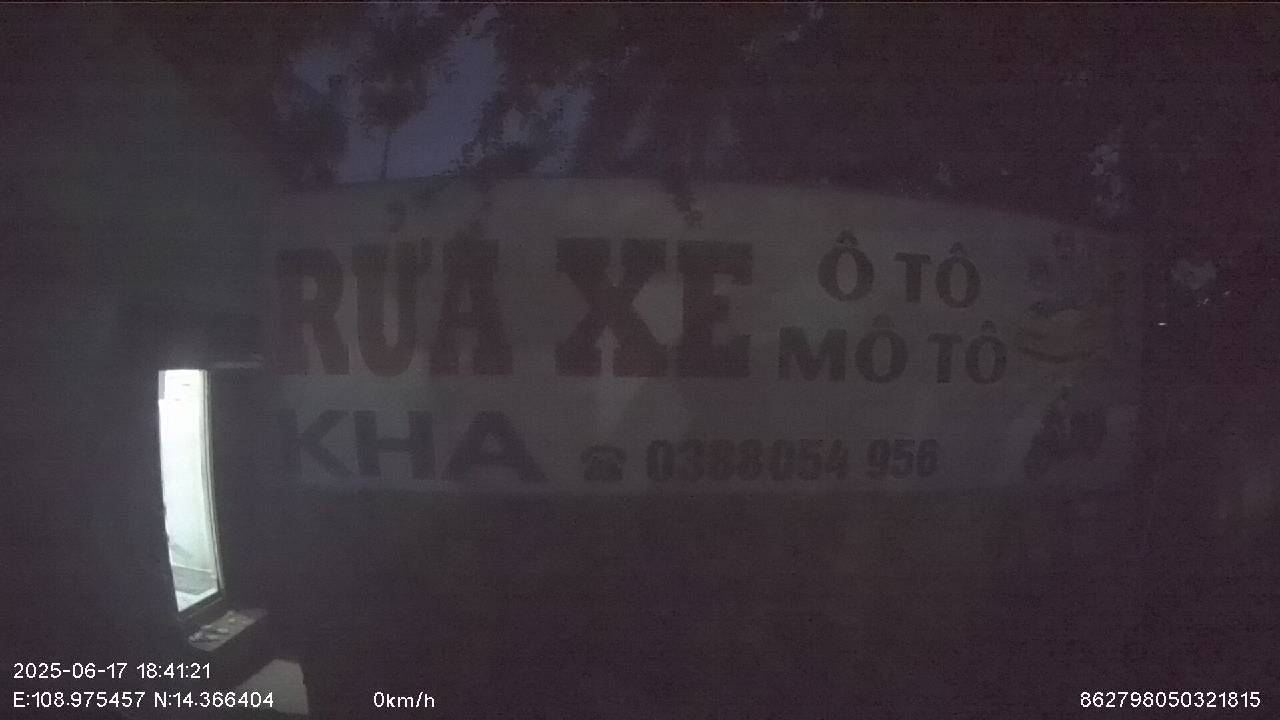 RỬA XE
Ô TÔ
MÔ TÔ
KHA ☎ 0388054 956
2025-06-17 18:41:21
E:108.975457 N:14.366404 0km/h 862798050321815